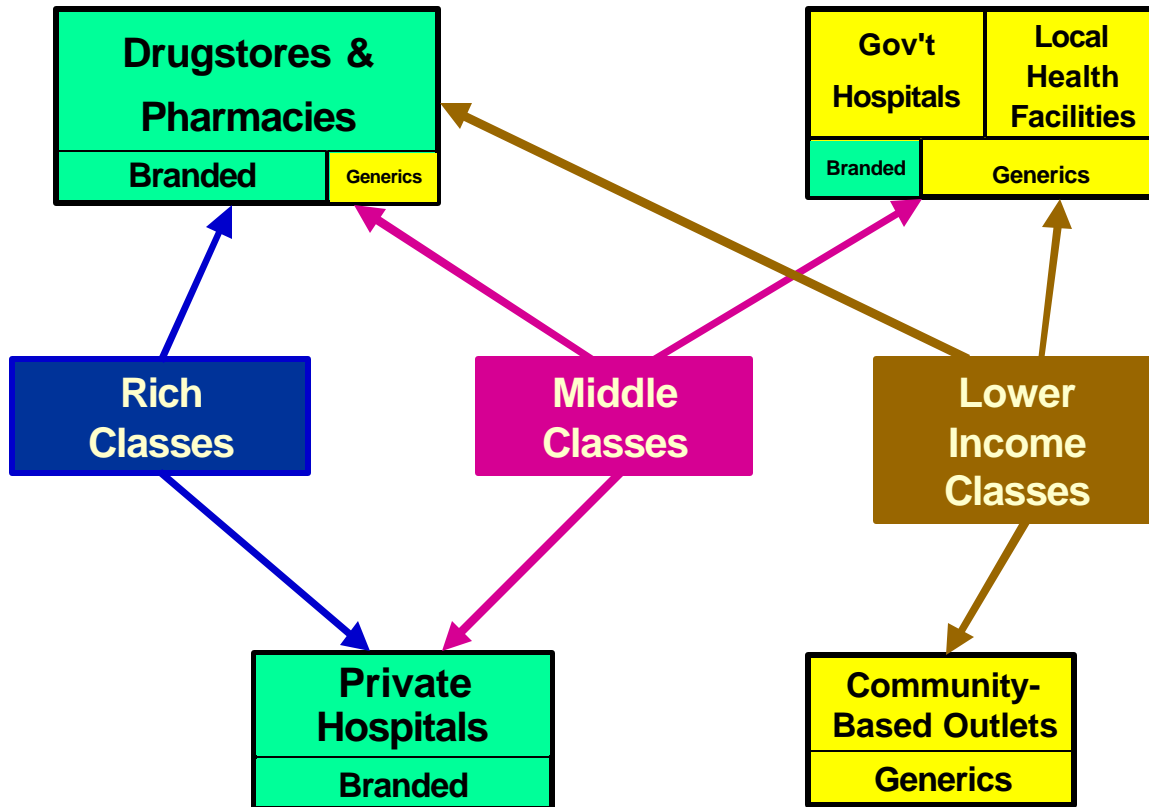 Drugstores &
Pharmacies
Branded
Generics
Gov't
Hospitals
Local
Health
Facilities
Branded
Generics
Rich
Classes
Middle
Classes
Lower
Income
Classes
Private
Hospitals
Branded
Community-
Based Outlets
Generics